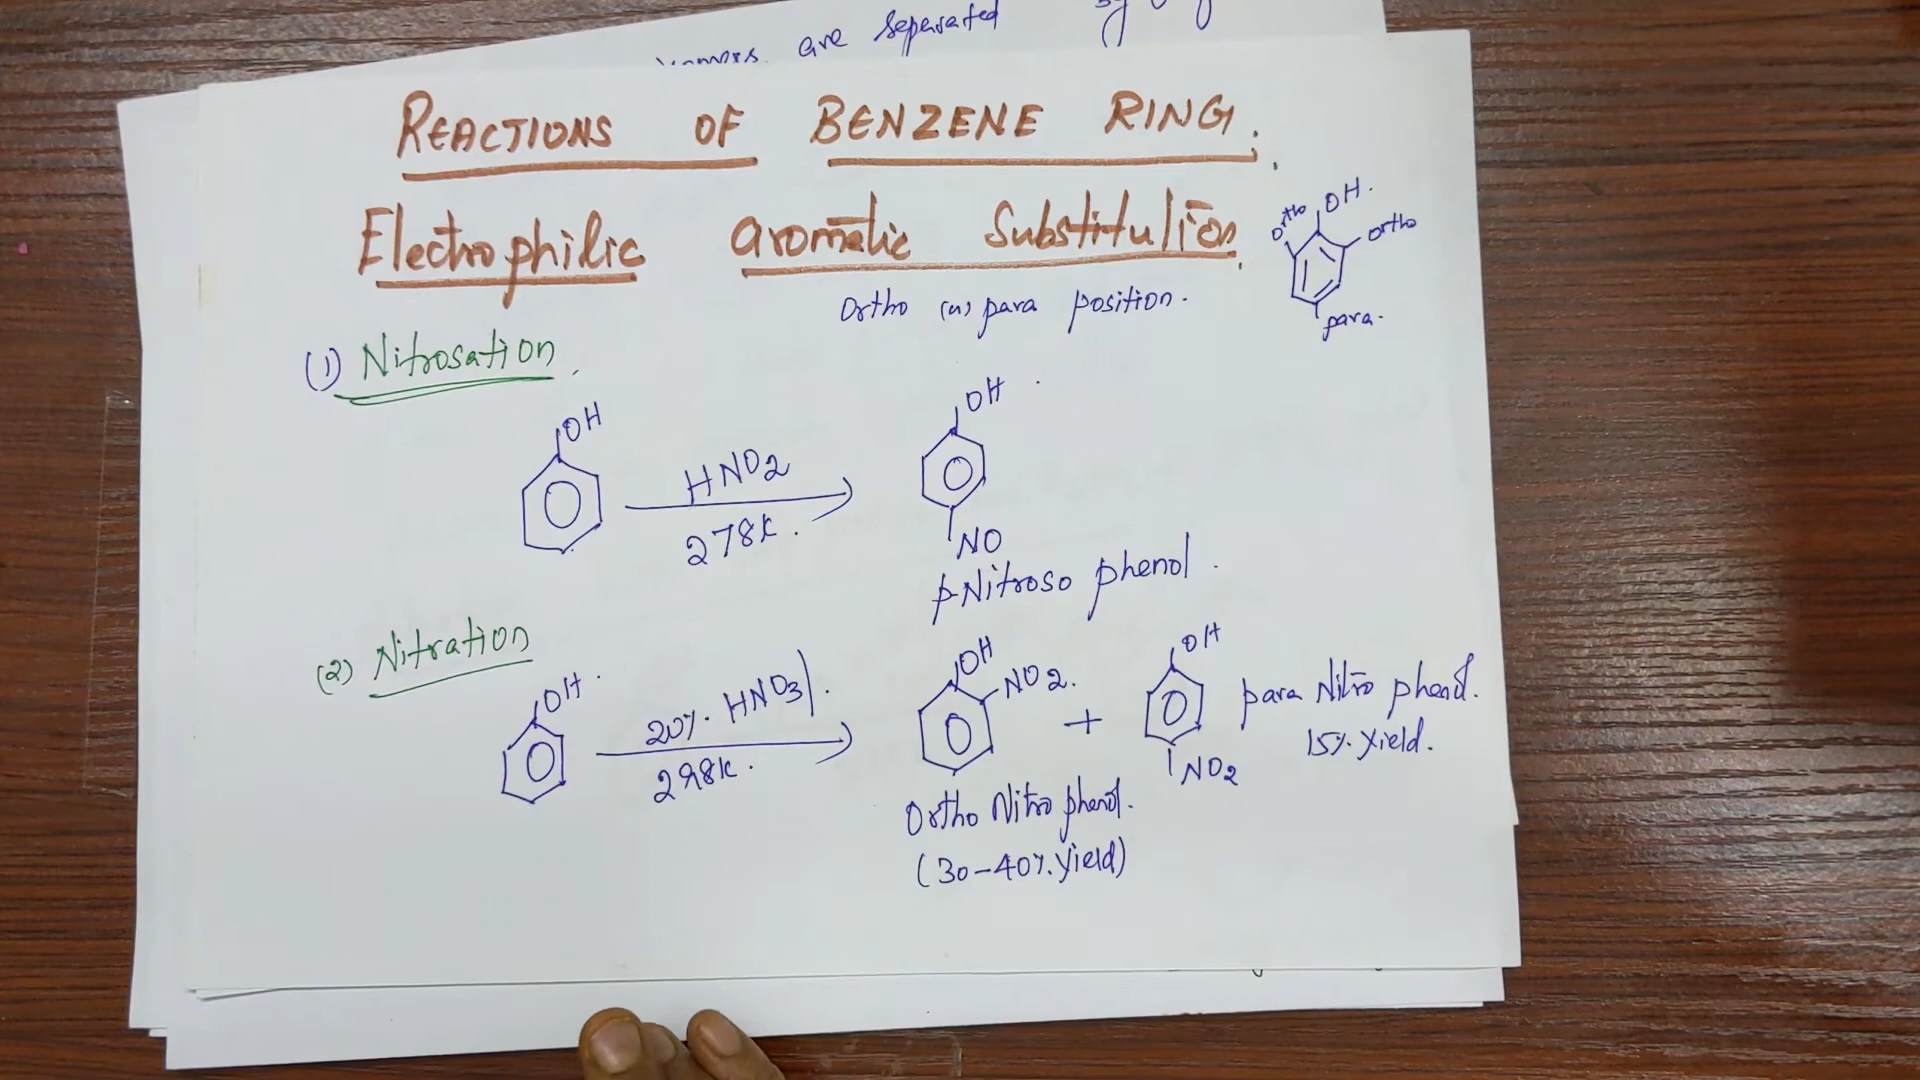 are separated
REACTIONS OF BENZENE RING.
Electrophilic aromatic Substitution.
Ortho (or) para position.
OH.
Ortho
Ortho
para.
(1) Nitrosation.
OH
HNO2
278k.
OH
NO
p-Nitroso phenol.
(2) Nitration
OH.
20%. HNO3|.
298k.
OH
NO2.
Ortho Nitro phenol.
(30-40%. Yield)
+
OH
NO2
para Nitro phenol.
15%. Yield.